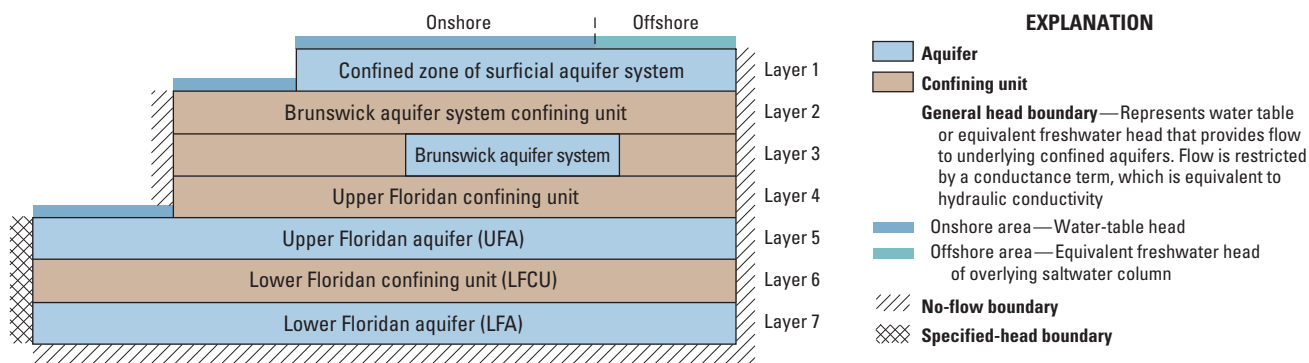 Onshore
Offshore
Confined zone of surficial aquifer system
Layer 1
Brunswick aquifer system confining unit
Layer 2
Brunswick aquifer system
Layer 3
Upper Floridan confining unit
Layer 4
Upper Floridan aquifer (UFA)
Layer 5
Lower Floridan confining unit (LFCU)
Layer 6
Lower Floridan aquifer (LFA)
Layer 7
EXPLANATION
Aquifer
Confining unit
General head boundary—Represents water table
or equivalent freshwater head that provides flow
to underlying confined aquifers. Flow is restricted
by a conductance term, which is equivalent to
hydraulic conductivity
Onshore area—Water-table head
Offshore area—Equivalent freshwater head
of overlying saltwater column
No-flow boundary
Specified-head boundary